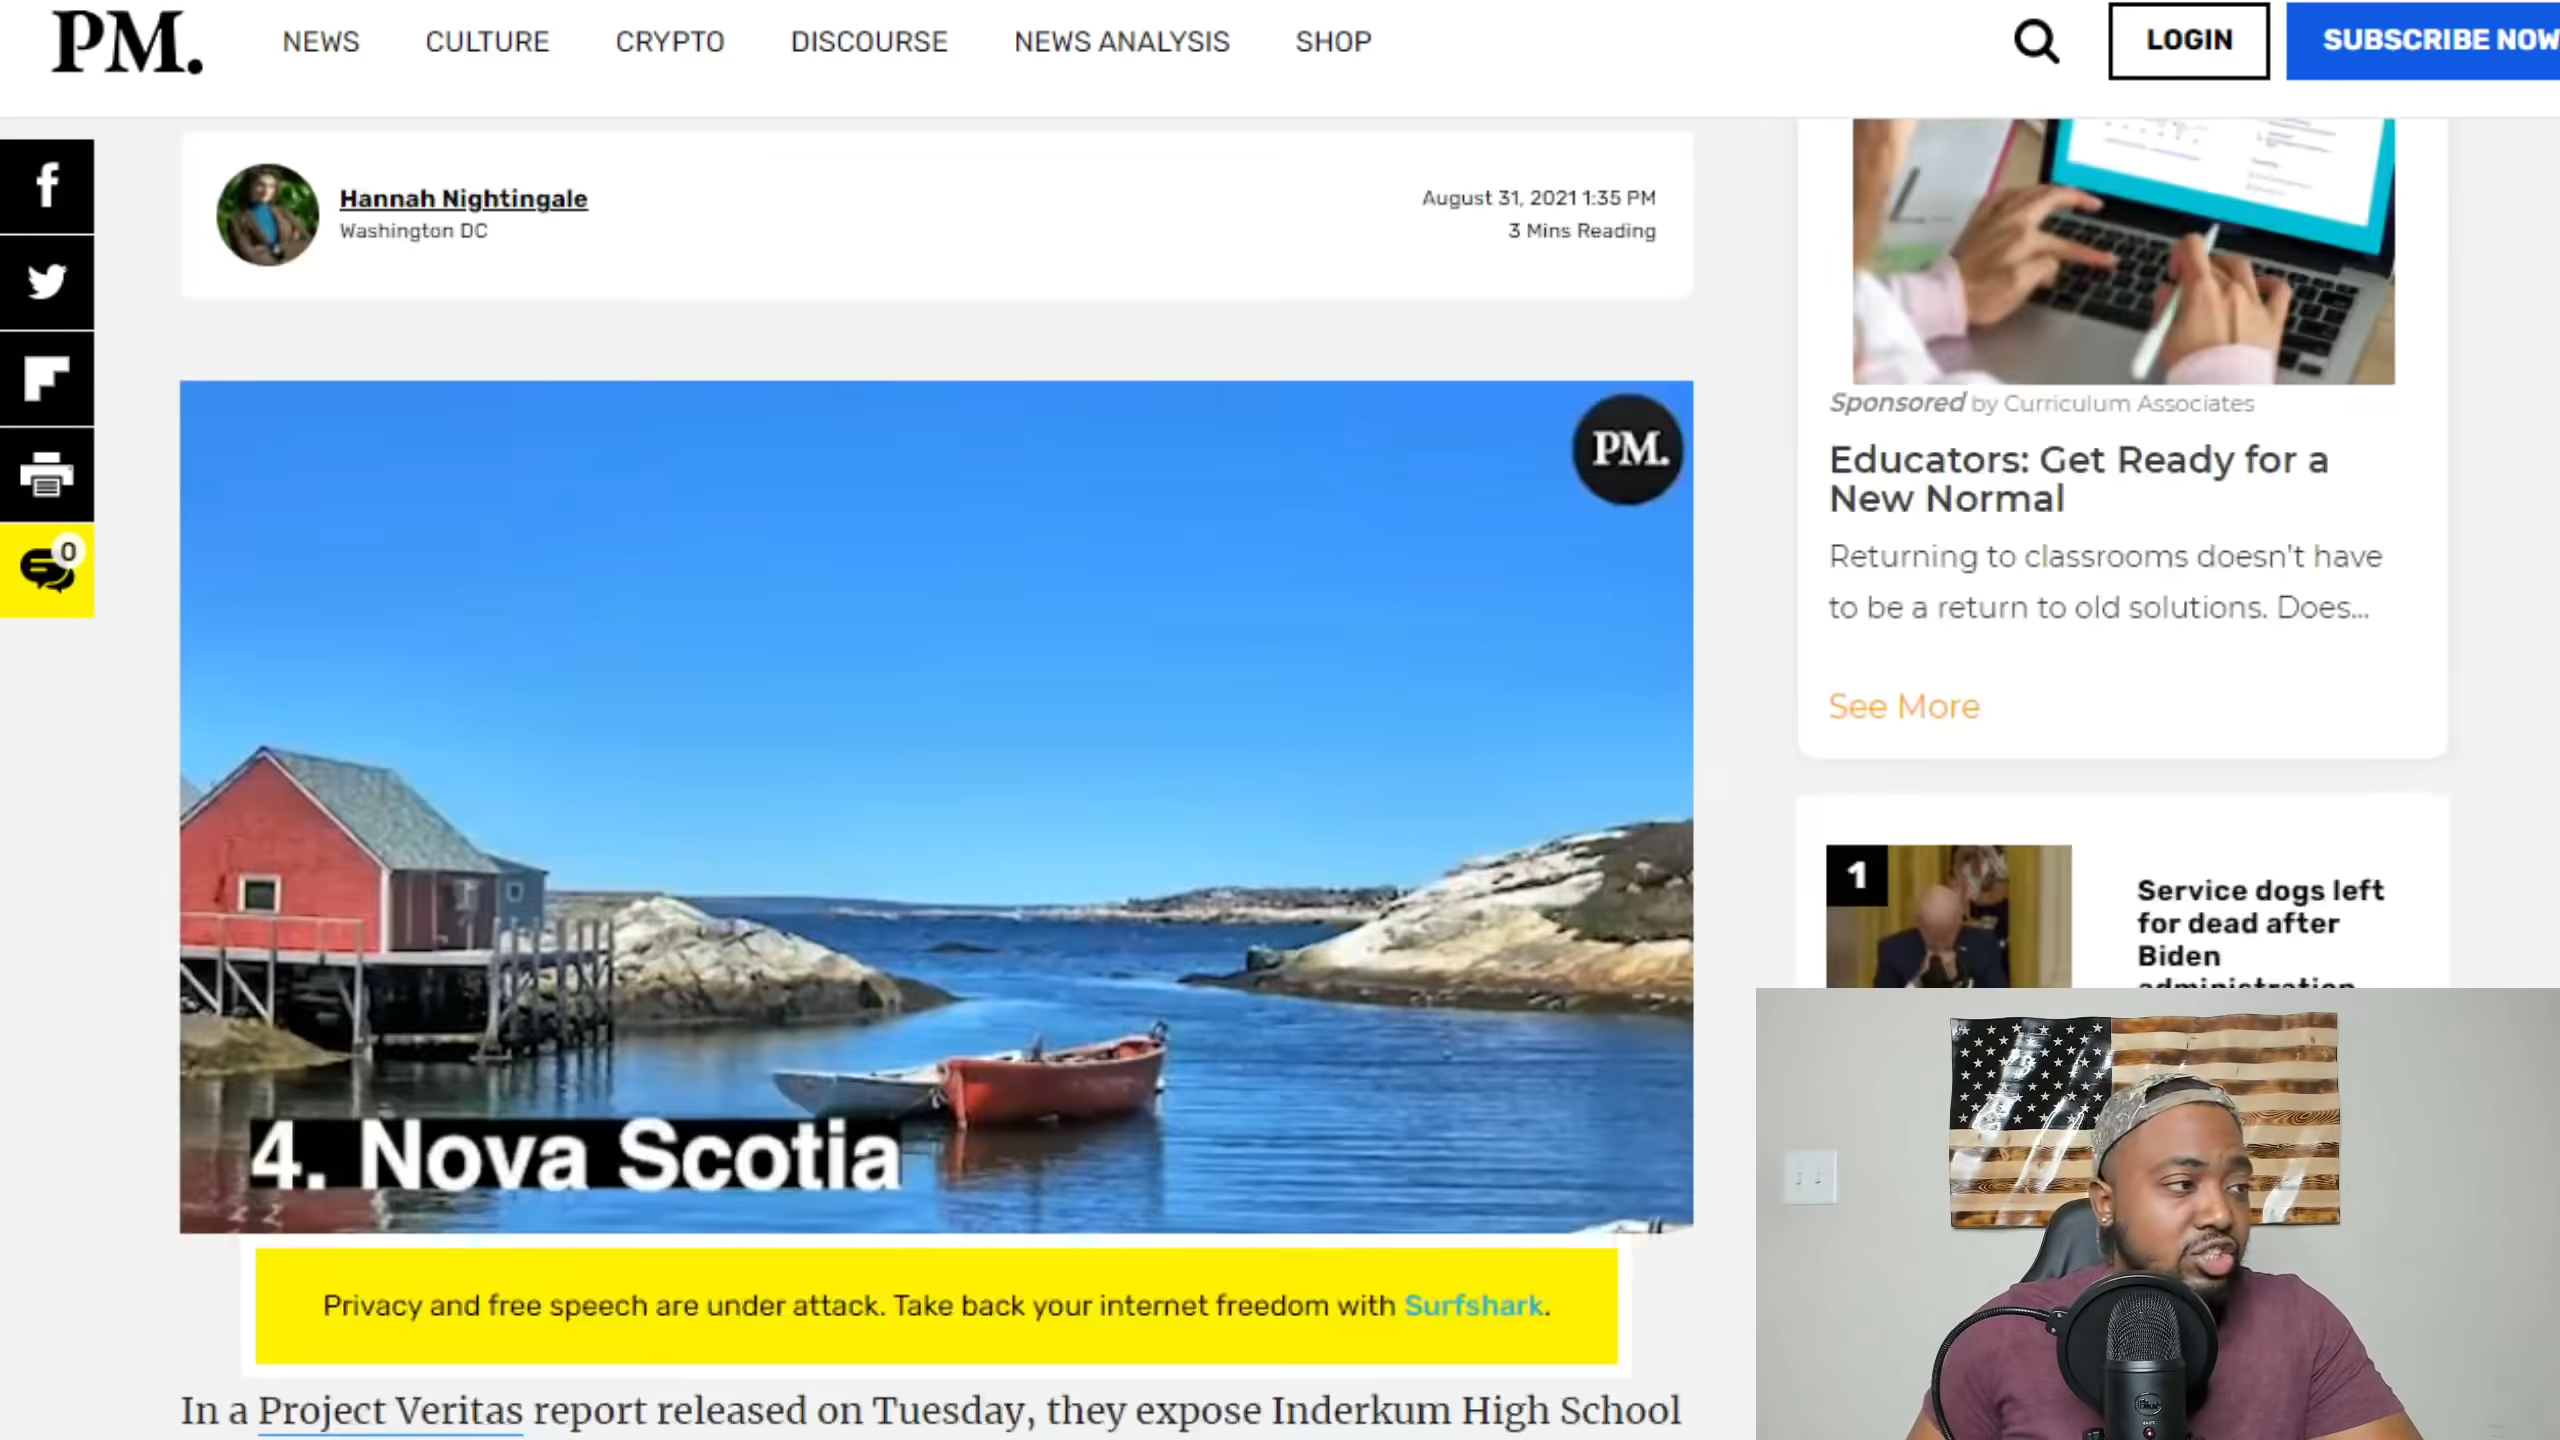 PM.
NEWS
CULTURE
CRYPTO
DISCOURSE
NEWS ANALYSIS
SHOP
LOGIN
SUBSCRIBE NOW
Hannah Nightingale
Washington DC
August 31, 2021 1:35 PM
3 Mins Reading
0
PM.
4. Nova Scotia
Privacy and free speech are under attack. Take back your internet freedom with Surfshark.
In a Project Veritas report released on Tuesday, they expose Inderkum High School
Sponsored by Curriculum Associates
Educators: Get Ready for a
New Normal
Returning to classrooms doesn't have
to be a return to old solutions. Does...
See More
1
Service dogs left
for dead after
Biden
administration